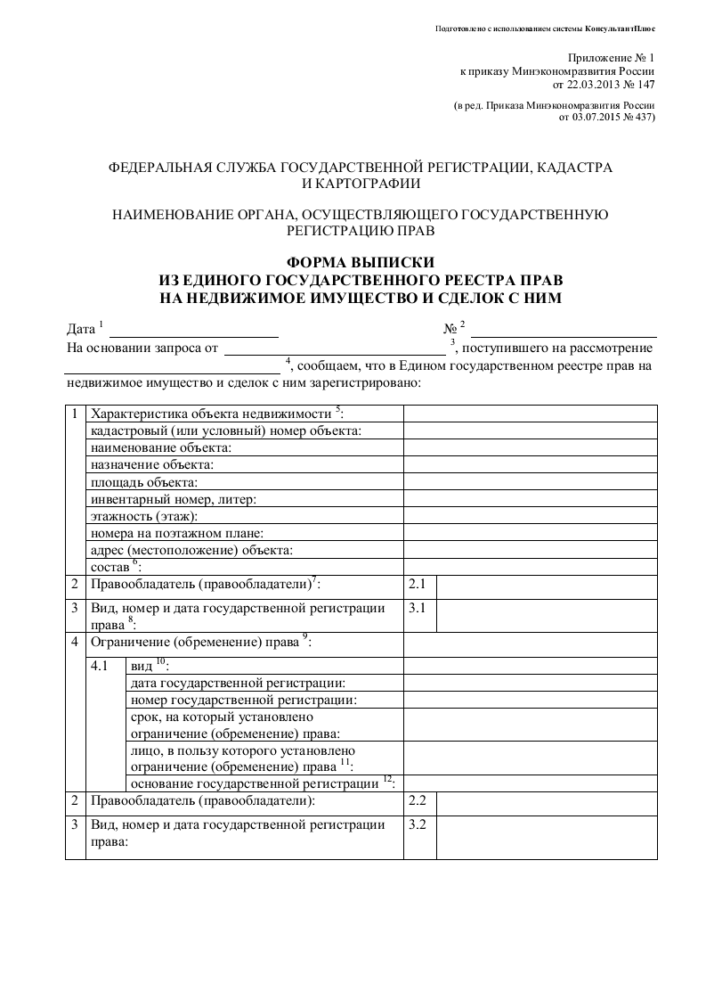 Подготовлено с использованием системы КонсультантПлюс
Приложение № 1
к приказу Минэкономразвития России
от 22.03.2013 № 147
(в ред. Приказа Минэкономразвития России
от 03.07.2015 № 437)
ФЕДЕРАЛЬНАЯ СЛУЖБА ГОСУДАРСТВЕННОЙ РЕГИСТРАЦИИ, КАДАСТРА
И КАРТОГРАФИИ
НАИМЕНОВАНИЕ ОРГАНА, ОСУЩЕСТВЛЯЮЩЕГО ГОСУДАРСТВЕННУЮ
РЕГИСТРАЦИЮ ПРАВ
ФОРМА ВЫПИСКИ
ИЗ ЕДИНОГО ГОСУДАРСТВЕННОГО РЕЕСТРА ПРАВ
НА НЕДВИЖИМОЕ ИМУЩЕСТВО И СДЕЛОК С НИМ
Дата 1 № 2
На основании запроса от 3, поступившего на рассмотрение
4, сообщаем, что в Едином государственном реестре прав на
недвижимое имущество и сделок с ним зарегистрировано:
1 Характеристика объекта недвижимости 5:
кадастровый (или условный) номер объекта:
наименование объекта:
назначение объекта:
площадь объекта:
инвентарный номер, литер:
этажность (этаж):
номера на поэтажном плане:
адрес (местоположение) объекта:
состав 6:
2 Правообладатель (правообладатели)7: 2.1
3 Вид, номер и дата государственной регистрации 3.1
права 8:
4 Ограничение (обременение) права 9:
4.1 вид 10:
дата государственной регистрации:
номер государственной регистрации:
срок, на который установлено
ограничение (обременение) права:
лицо, в пользу которого установлено
ограничение (обременение) права 11:
основание государственной регистрации 12:
2 Правообладатель (правообладатели): 2.2
3 Вид, номер и дата государственной регистрации 3.2
права: